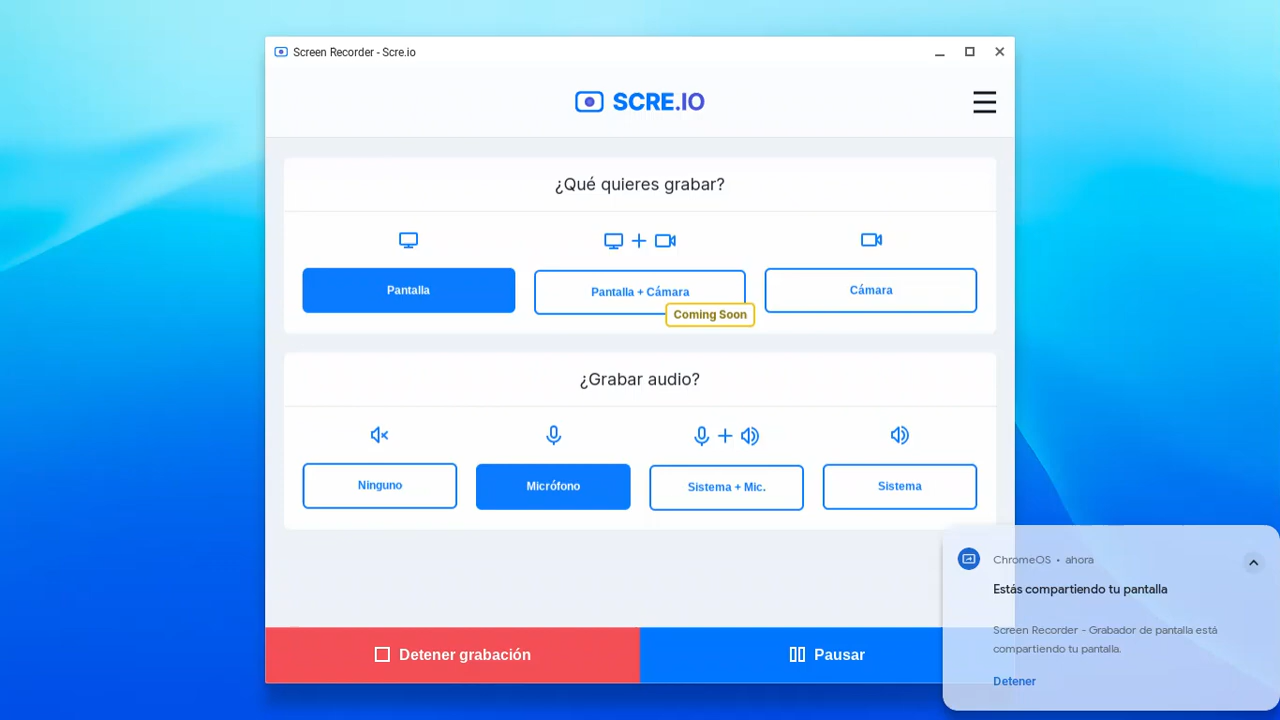 Screen Recorder - Scre.io
SCRE.IO
¿Qué quieres grabar?
Pantalla
Pantalla + Cámara
Cámara
Coming Soon
¿Grabar audio?
Ninguno
Micrófono
Sistema + Mic.
Sistema
Detener grabación
Pausar
ChromeOS • ahora
Estás compartiendo tu pantalla
Screen Recorder - Grabador de pantalla está
compartiendo tu pantalla.
Detener